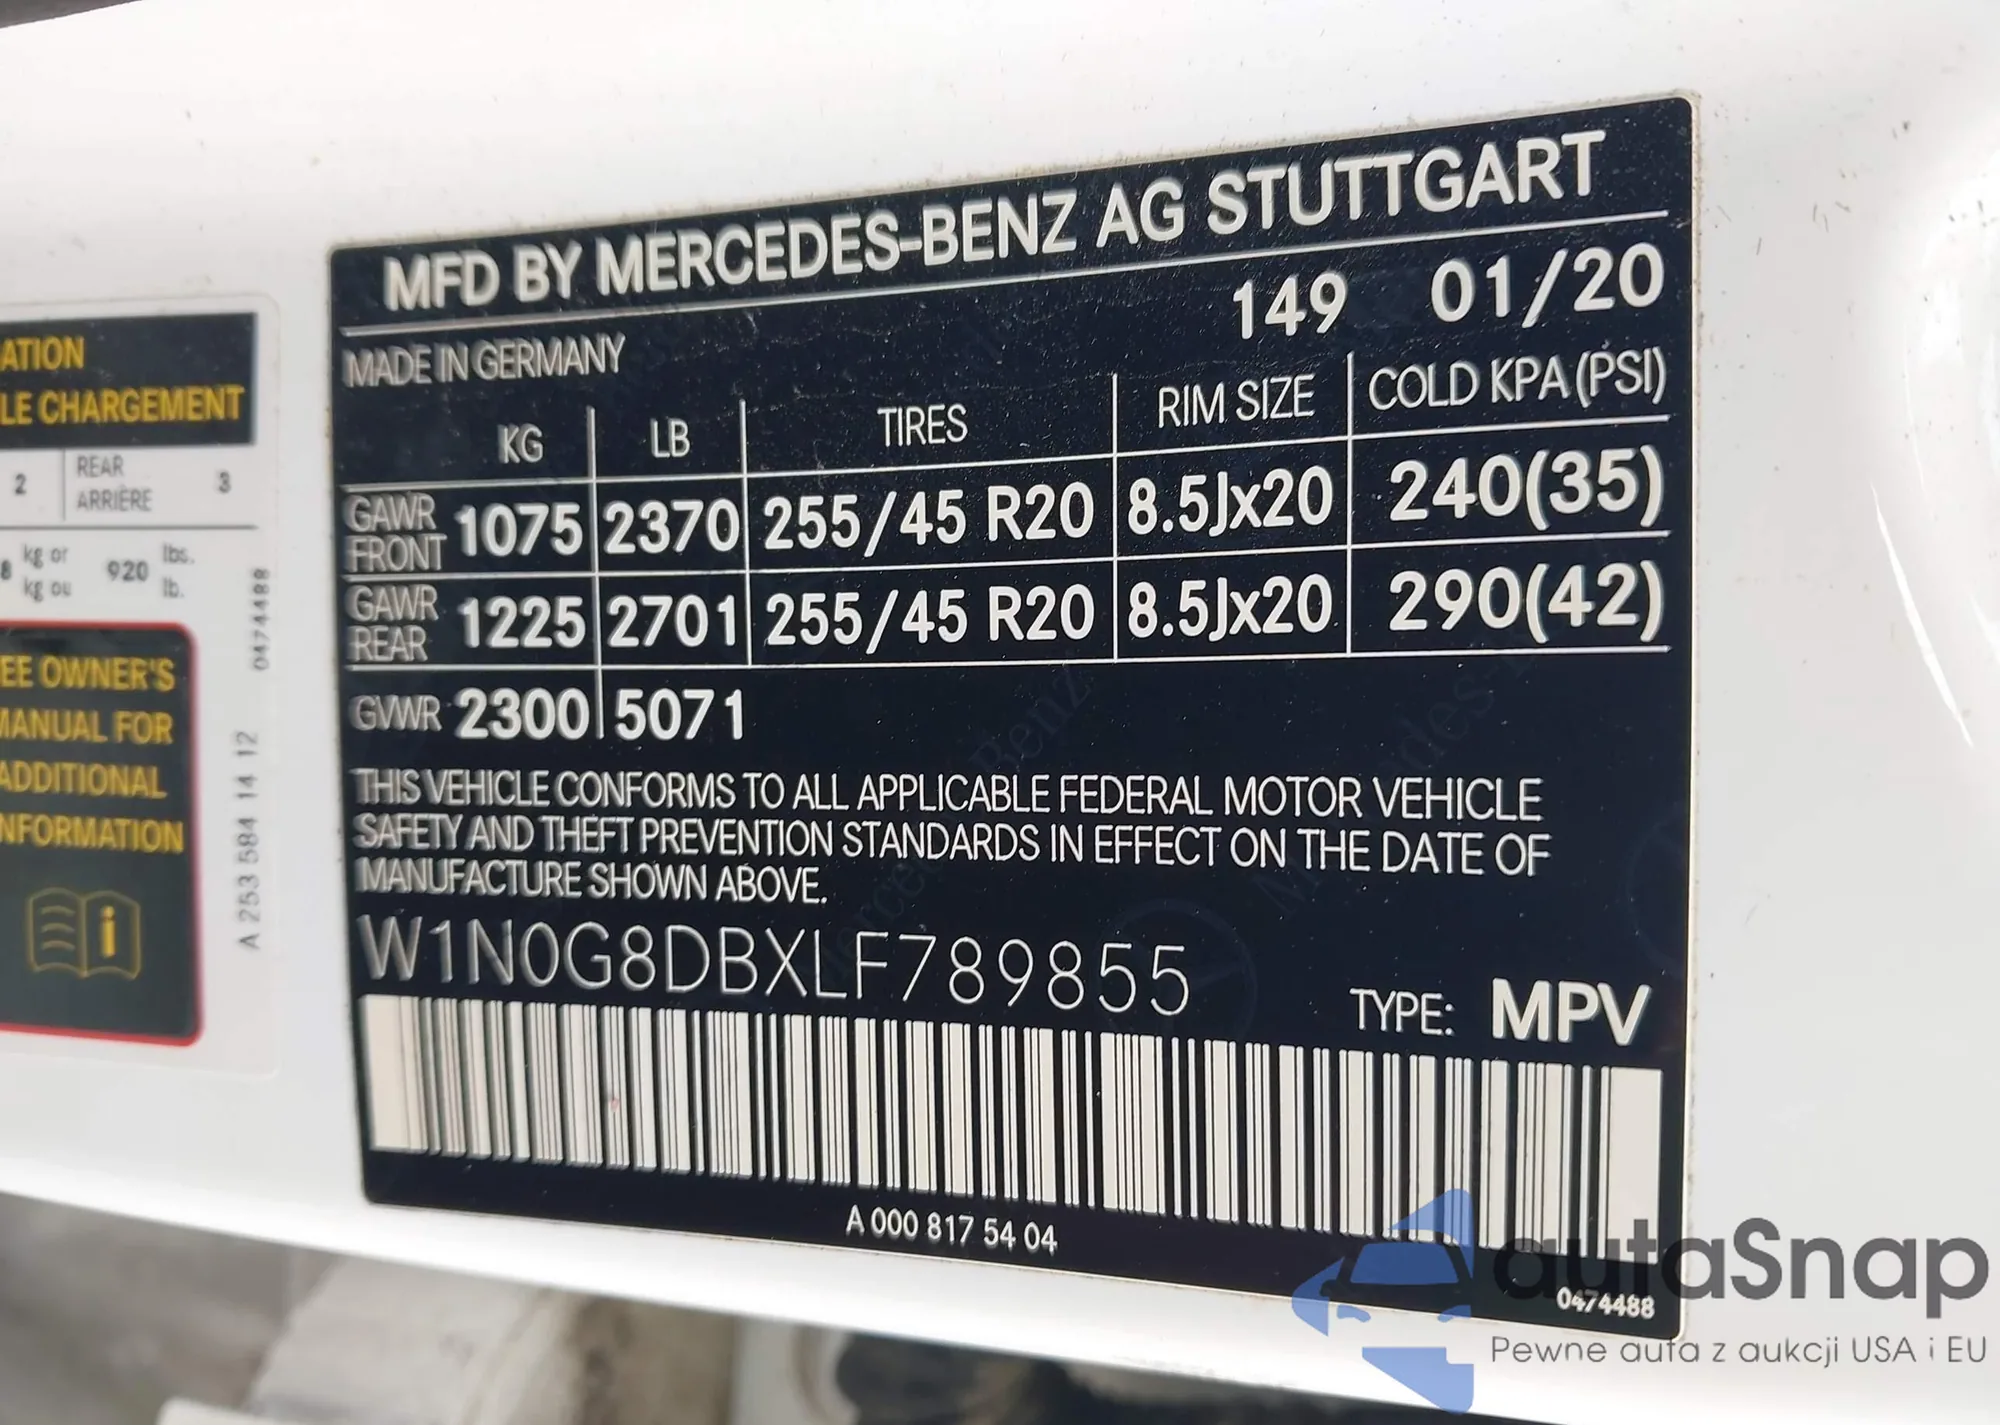 ATION
LE CHARGEMENT
2 REAR ARRIÈRE 3
8 kg or kg ou 920 lbs. lb.
EE OWNER'S
MANUAL FOR
ADDITIONAL
NFORMATION
i
A 253 584 14 12
0474488
MFD BY MERCEDES-BENZ AG STUTTGART
MADE IN GERMANY 149 01/20
KG LB TIRES RIM SIZE COLD KPA (PSI)
GAWR FRONT 1075 2370 255/45 R20 8.5Jx20 240(35)
GAWR REAR 1225 2701 255/45 R20 8.5Jx20 290(42)
GVWR 2300 5071
THIS VEHICLE CONFORMS TO ALL APPLICABLE FEDERAL MOTOR VEHICLE
SAFETY AND THEFT PREVENTION STANDARDS IN EFFECT ON THE DATE OF
MANUFACTURE SHOWN ABOVE.
W1N0G8DBXLF789855
TYPE: MPV
A 000 817 54 04
0474488
autaSnap
Pewne auta z aukcji USA i EU